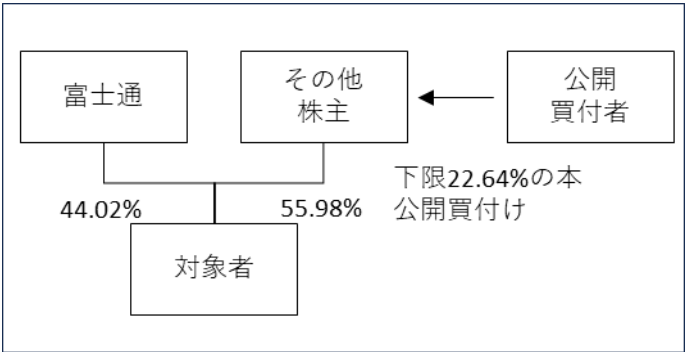 富士通
その他
株主
公開
買付者
下限22.64%の本
公開買付け
44.02%
55.98%
対象者